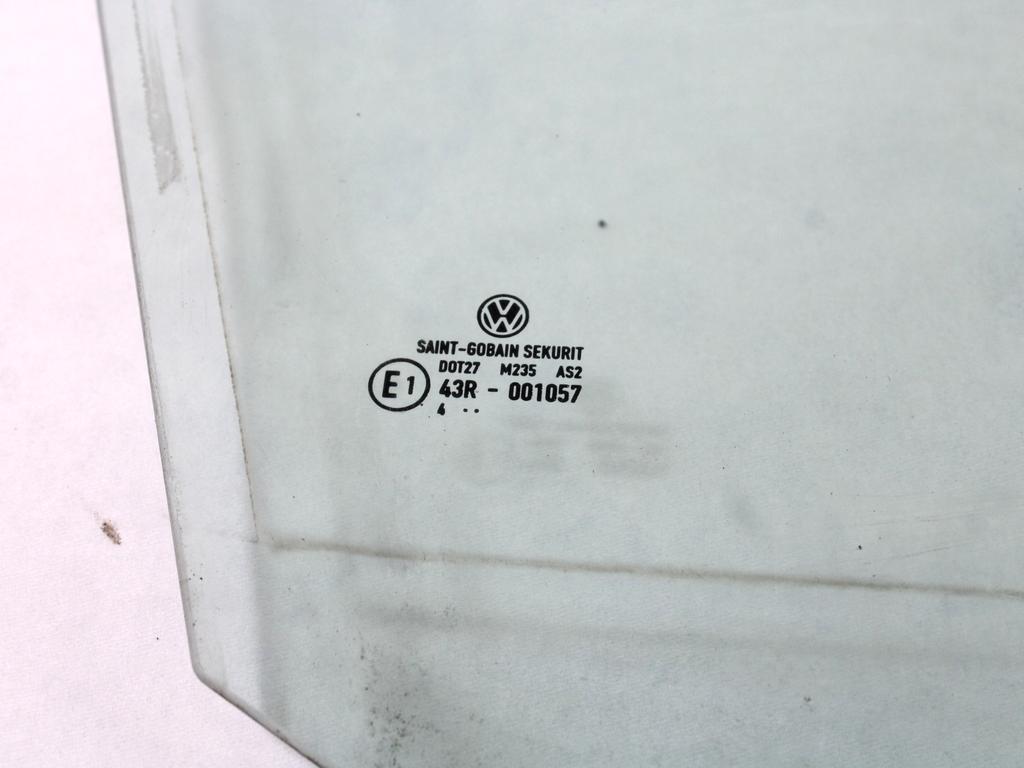 SAINT-GOBAIN SEKURIT
DOT27 M235 AS2
E1 43R - 001057
4 ..